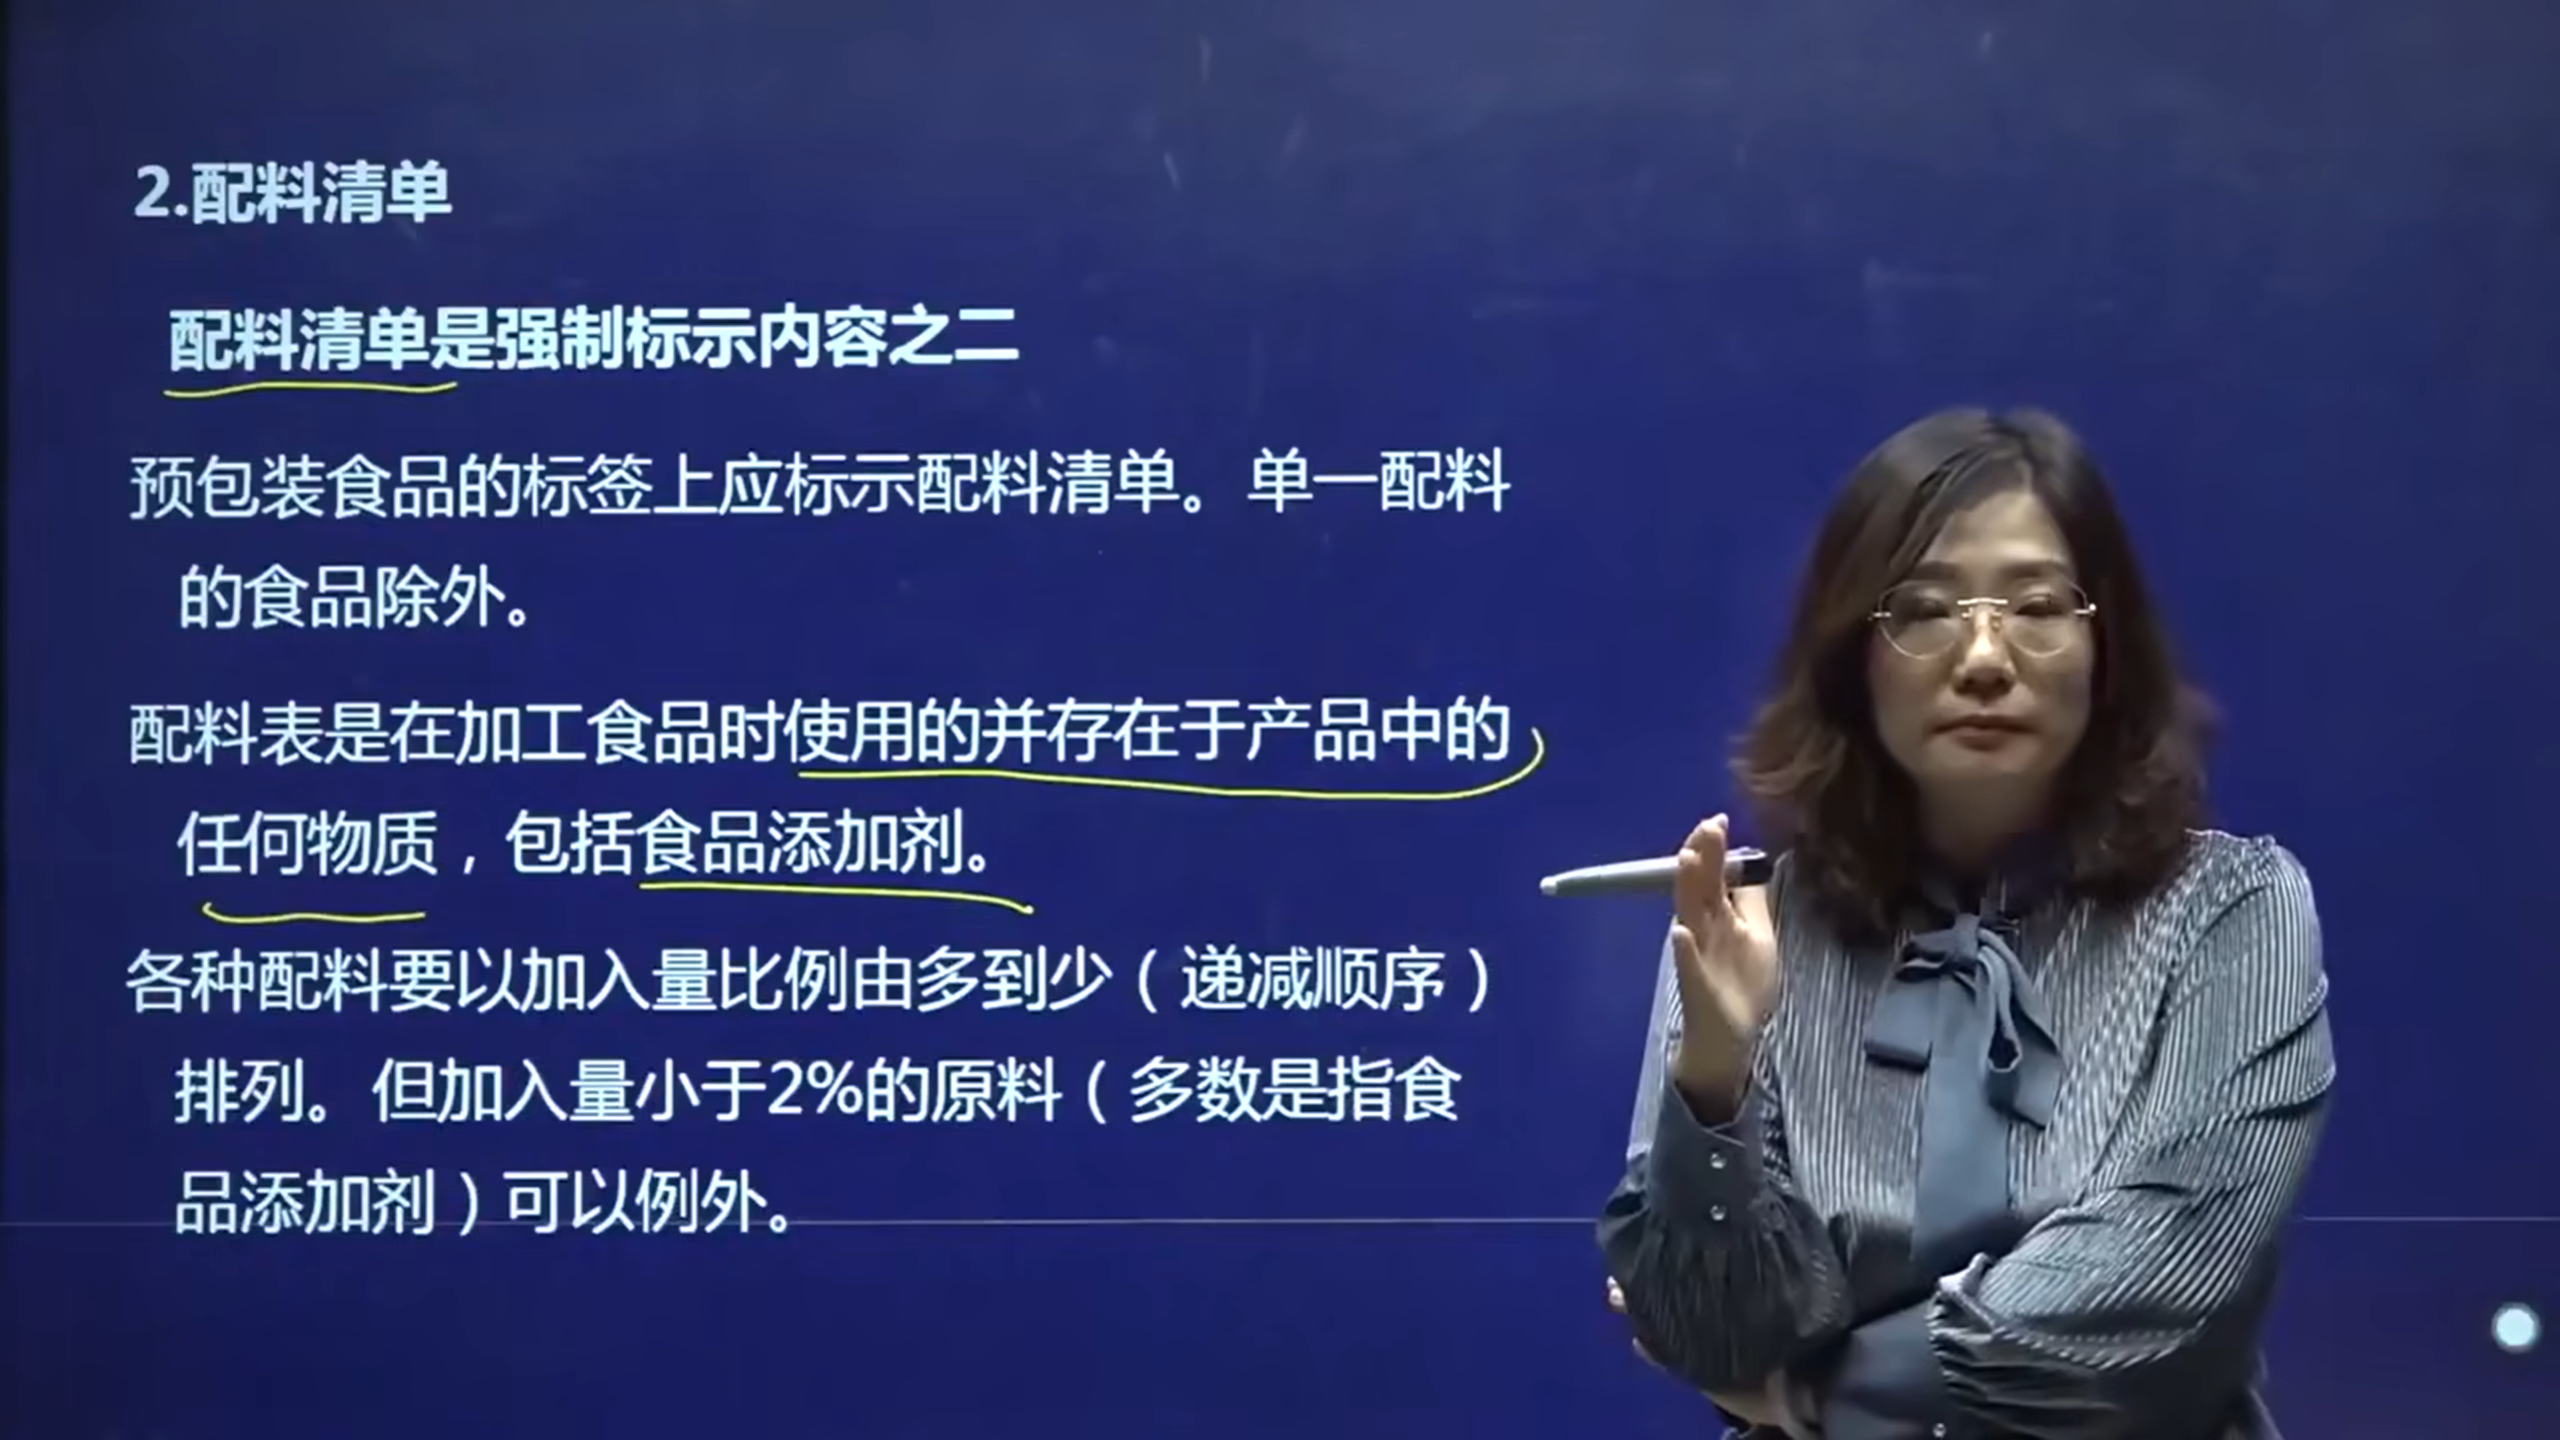 2.配料清单
配料清单是强制标示内容之二
预包装食品的标签上应标示配料清单。单一配料
的食品除外。
配料表是在加工食品时使用的并存在于产品中的
任何物质，包括食品添加剂。
各种配料要以加入量比例由多到少（递减顺序）
排列。但加入量小于2%的原料（多数是指食
品添加剂）可以例外。